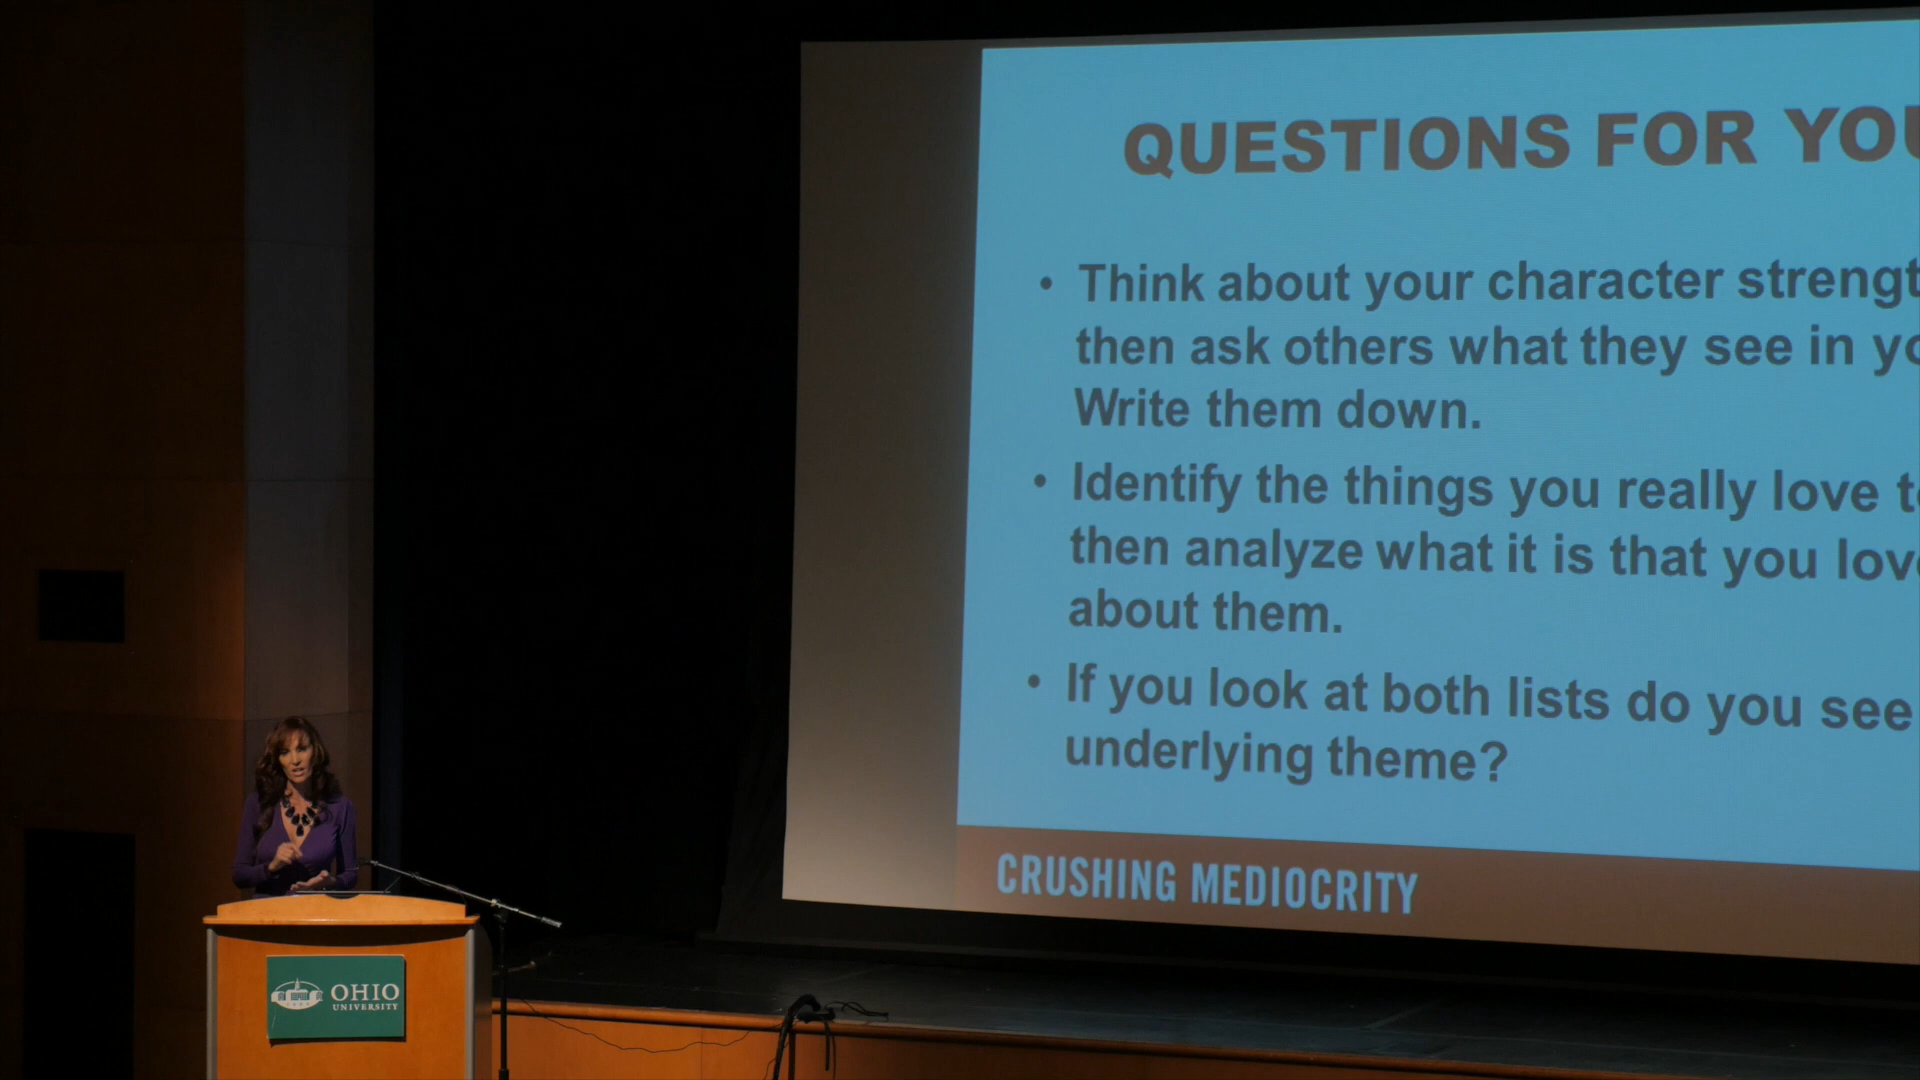 QUESTIONS FOR YOU
• Think about your character strengt
then ask others what they see in yo
Write them down.
• Identify the things you really love to
then analyze what it is that you love
about them.
• If you look at both lists do you see
underlying theme?
CRUSHING MEDIOCRITY
OHIO
UNIVERSITY